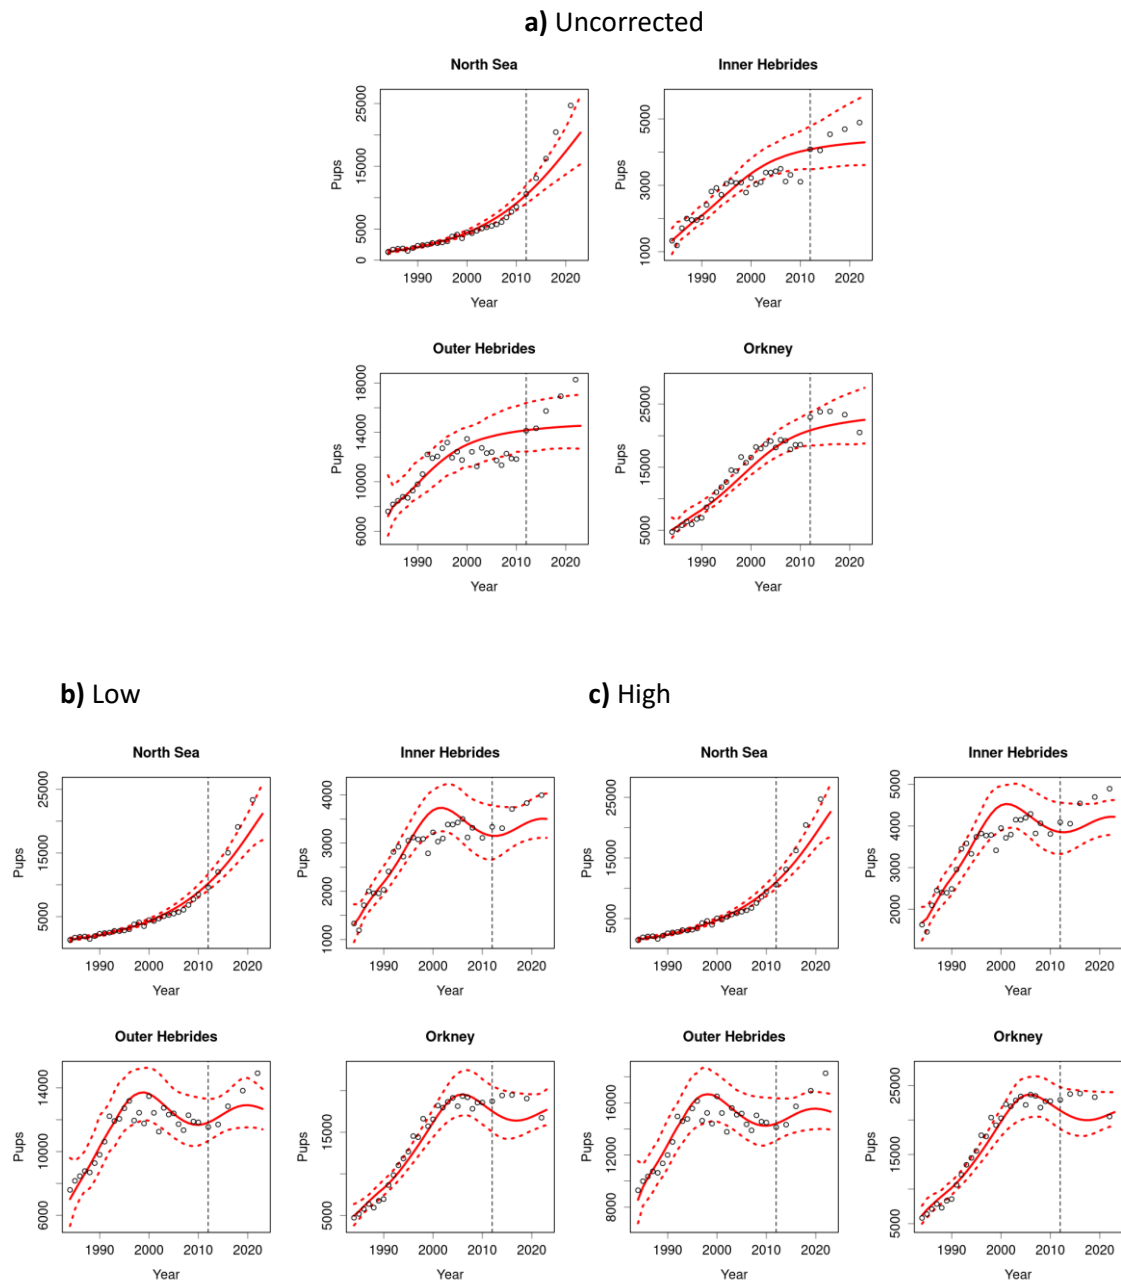 a) Uncorrected
North Sea
Inner Hebrides
Pups
0 5000 15000 25000
1990 2000 2010 2020
Year
Pups
1000 3000 5000
1990 2000 2010 2020
Year
Outer Hebrides
Orkney
Pups
6000 10000 14000 18000
1990 2000 2010 2020
Year
Pups
5000 15000 25000
1990 2000 2010 2020
Year
b) Low
North Sea
Inner Hebrides
Pups
5000 15000 25000
1990 2000 2010 2020
Year
Pups
1000 2000 3000 4000
1990 2000 2010 2020
Year
Outer Hebrides
Orkney
Pups
6000 10000 14000
1990 2000 2010 2020
Year
Pups
5000 15000
1990 2000 2010 2020
Year
c) High
North Sea
Inner Hebrides
Pups
5000 15000 25000
1990 2000 2010 2020
Year
Pups
2000 3000 4000 5000
1990 2000 2010 2020
Year
Outer Hebrides
Orkney
Pups
8000 12000 16000
1990 2000 2010 2020
Year
Pups
5000 15000 25000
1990 2000 2010 2020
Year